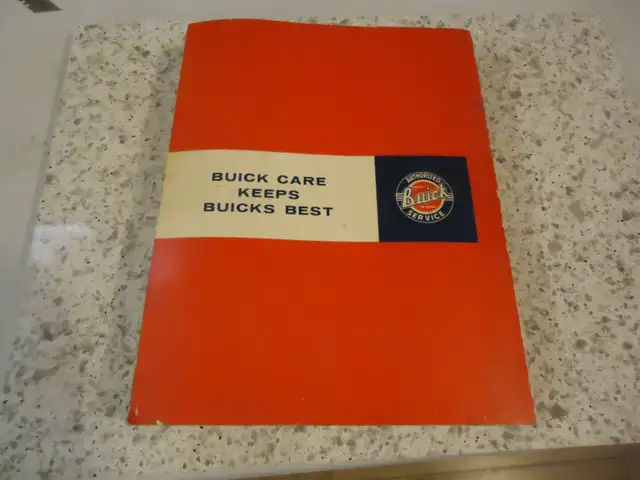 BUICK CARE
KEEPS
BUICKS BEST
AUTHORIZED
Buick
SERVICE